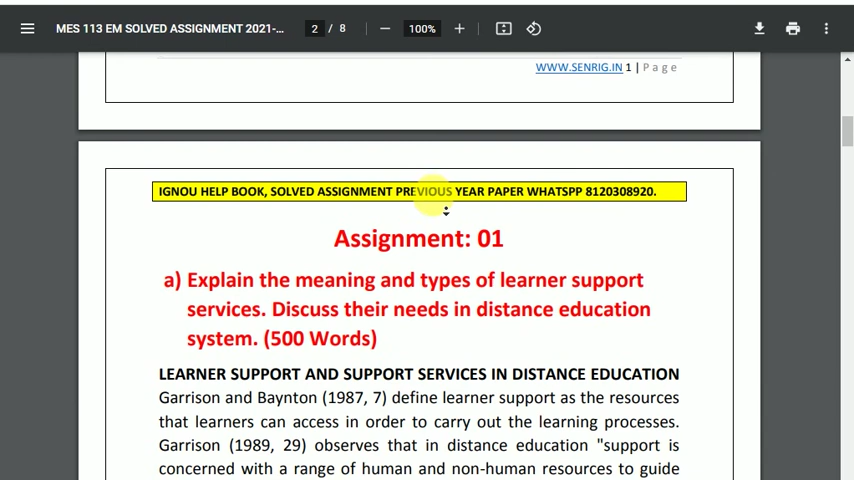 MES 113 EM SOLVED ASSIGNMENT 2021-...
2 / 8
100%
WWW.SENRIG.IN 1 | Page
IGNOU HELP BOOK, SOLVED ASSIGNMENT PREVIOUS YEAR PAPER WHATSPP 8120308920.
Assignment: 01
a) Explain the meaning and types of learner support
services. Discuss their needs in distance education
system. (500 Words)
LEARNER SUPPORT AND SUPPORT SERVICES IN DISTANCE EDUCATION
Garrison and Baynton (1987, 7) define learner support as the resources
that learners can access in order to carry out the learning processes.
Garrison (1989, 29) observes that in distance education "support is
concerned with a range of human and non-human resources to guide